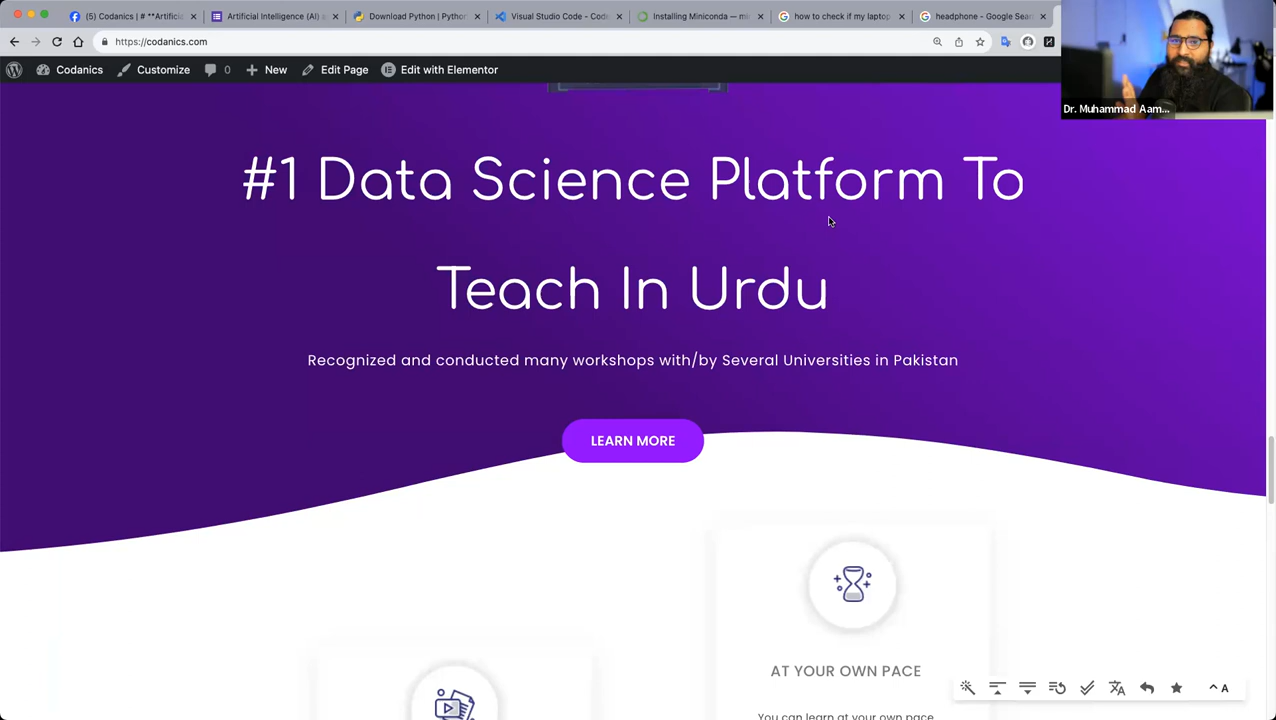 (5) Codanics | # **Artificia
Artificial Intelligence (AI) a
Download Python | Python
Visual Studio Code - Code
Installing Miniconda — mi
how to check if my laptop
headphone - Google Sear
https://codanics.com
Codanics
Customize
0
New
Edit Page
Edit with Elementor
Dr. Muhammad Aam...
#1 Data Science Platform To
Teach In Urdu
Recognized and conducted many workshops with/by Several Universities in Pakistan
LEARN MORE
AT YOUR OWN PACE
You can learn at your own pace
A